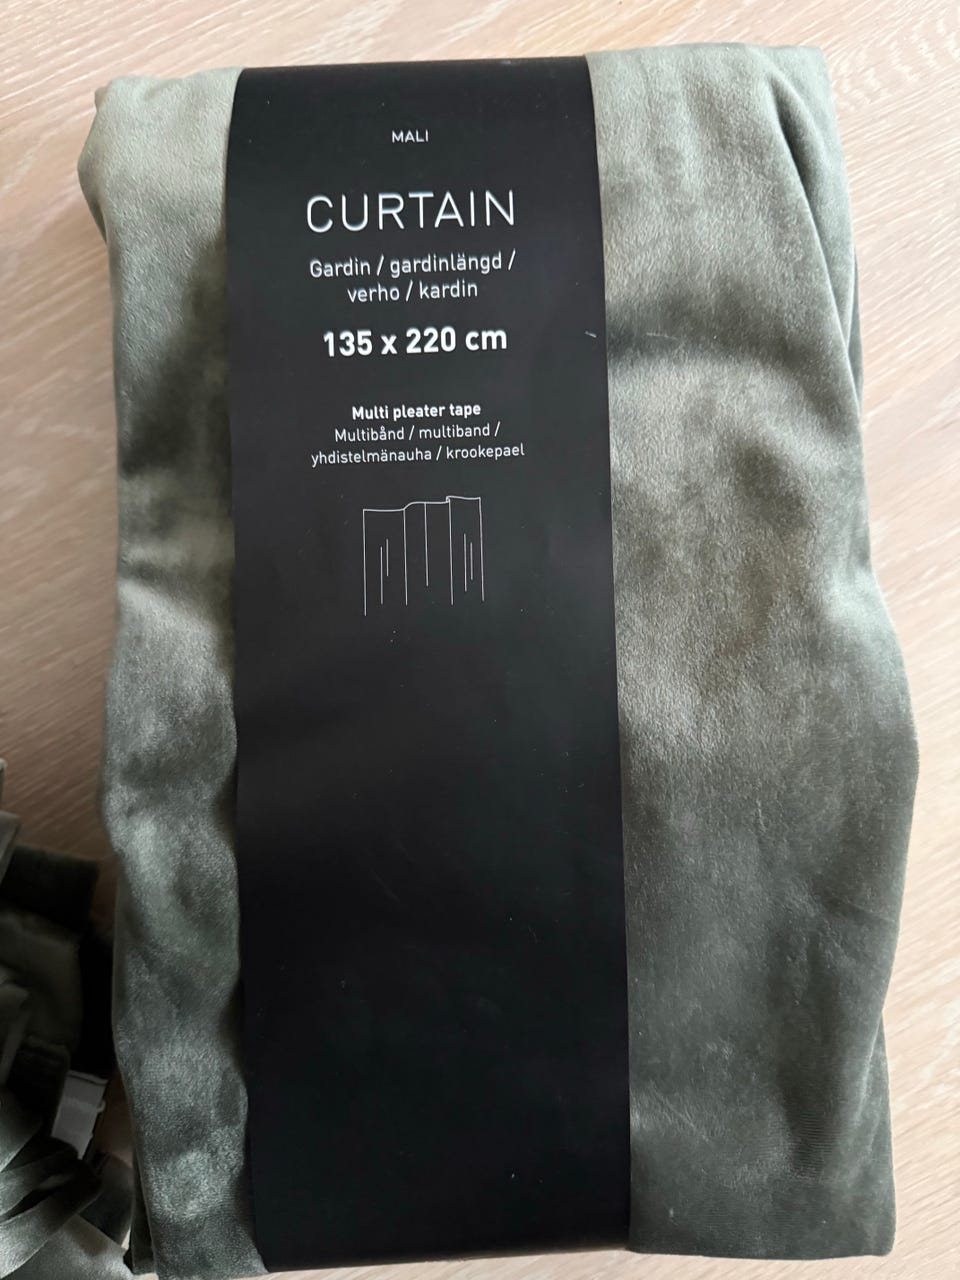 MALI
CURTAIN
Gardin / gardinlängd /
verho / kardin
135 x 220 cm
Multi pleater tape
Multibånd / multiband /
yhdistelmänauha / krookepael